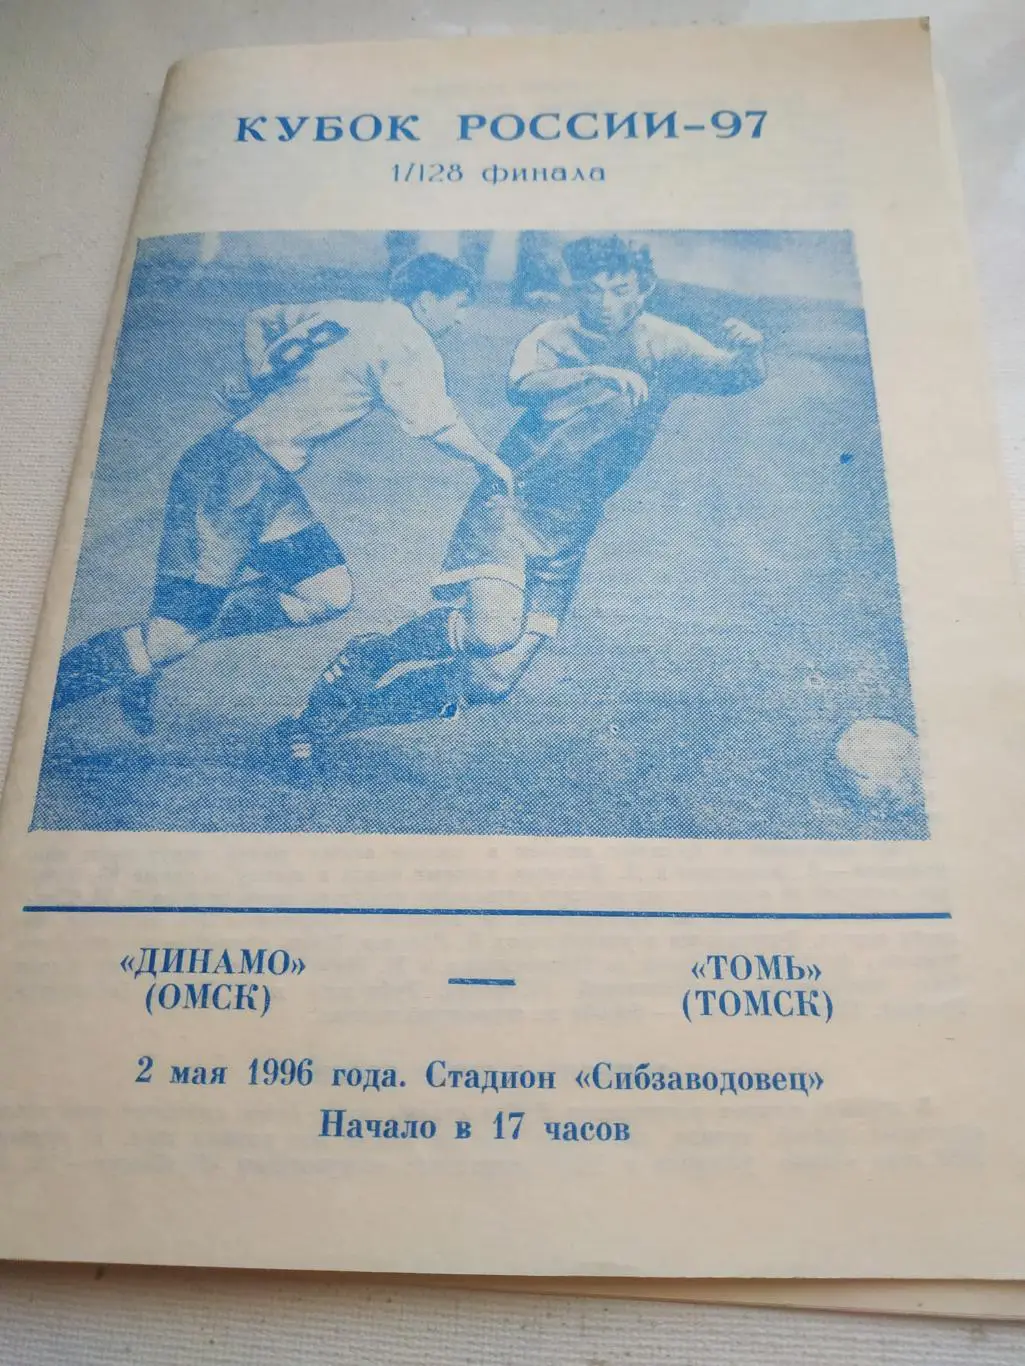 КУБОК РОССИИ-97
1/128 финала
8
«ДИНАМО» — «ТОМЬ»
(ОМСК) (ТОМСК)
2 мая 1996 года. Стадион «Сибзаводовец»
Начало в 17 часов